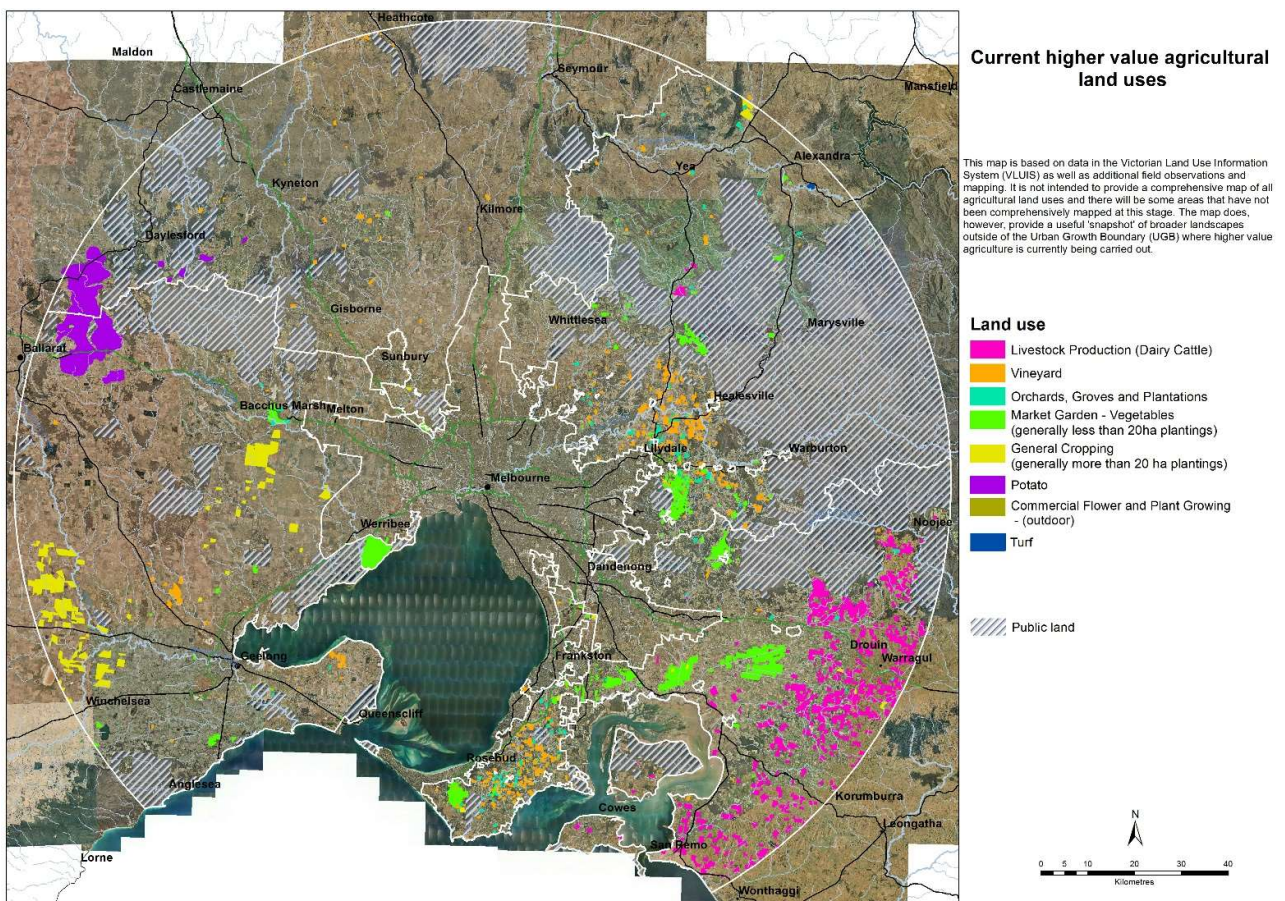 Current higher value agricultural
land uses
This map is based on data in the Victorian Land Use Information
System (VLUIS) as well as additional field observations and
mapping. It is not intended to provide a comprehensive map of all
agricultural land uses and there will be some areas that have not
been comprehensively mapped at this stage. The map does,
however, provide a useful 'snapshot' of broader landscapes
outside of the Urban Growth Boundary (UGB) where higher value
agriculture is currently being carried out.
Land use
Livestock Production (Dairy Cattle)
Vineyard
Orchards, Groves and Plantations
Market Garden - Vegetables
(generally less than 20ha plantings)
General Cropping
(generally more than 20 ha plantings)
Potato
Commercial Flower and Plant Growing
- (outdoor)
Turf
Public land
N
0 5 10 20 30 40
Kilometres
Heathcote
Maldon
Seymour
Castlemaine
Mansfield
Yea
Alexandra
Kyneton
Kilmore
Daylesford
Gisborne
Whittlesea
Marysville
Ballarat
Sunbury
Healesville
Bacchus Marsh
Melton
Lilydale
Warburton
Melbourne
Werribee
Noojee
Dandenong
Drouin
Warragul
Geelong
Frankston
Winchelsea
Queenscliff
Rosebud
Anglesea
Cowes
Korumburra
Leongatha
San Remo
Lorne
Wonthaggi